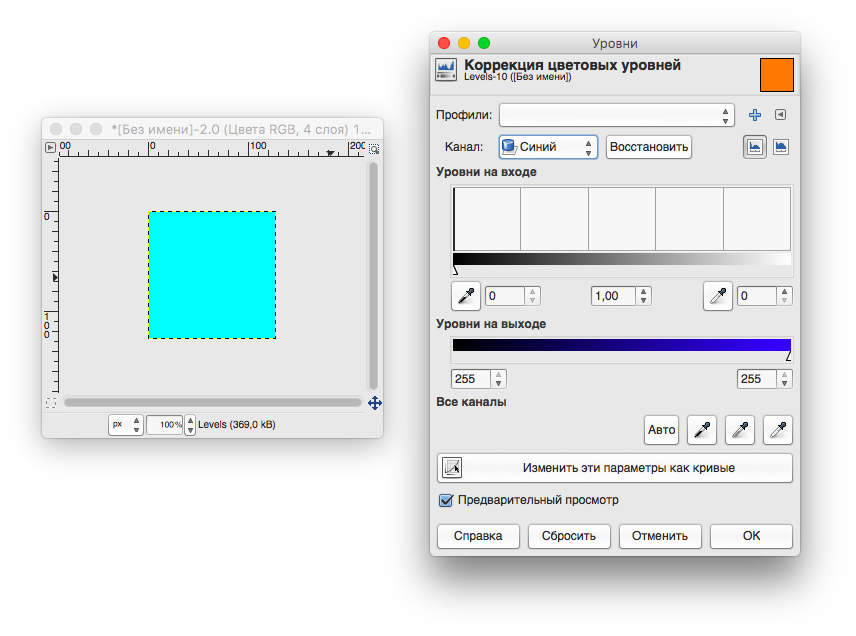 *[Без имени]-2.0 (Цвета RGB, 4 слоя) 1...
00 0 100 200
0
100
px 100% Levels (369,0 kB)
Уровни
Коррекция цветовых уровней
Levels-10 ([Без имени])
Профили:
Канал: Синий Восстановить
Уровни на входе
0 1,00 0
Уровни на выходе
255 255
Все каналы
Авто
Изменить эти параметры как кривые
Предварительный просмотр
Справка Сбросить Отменить OK